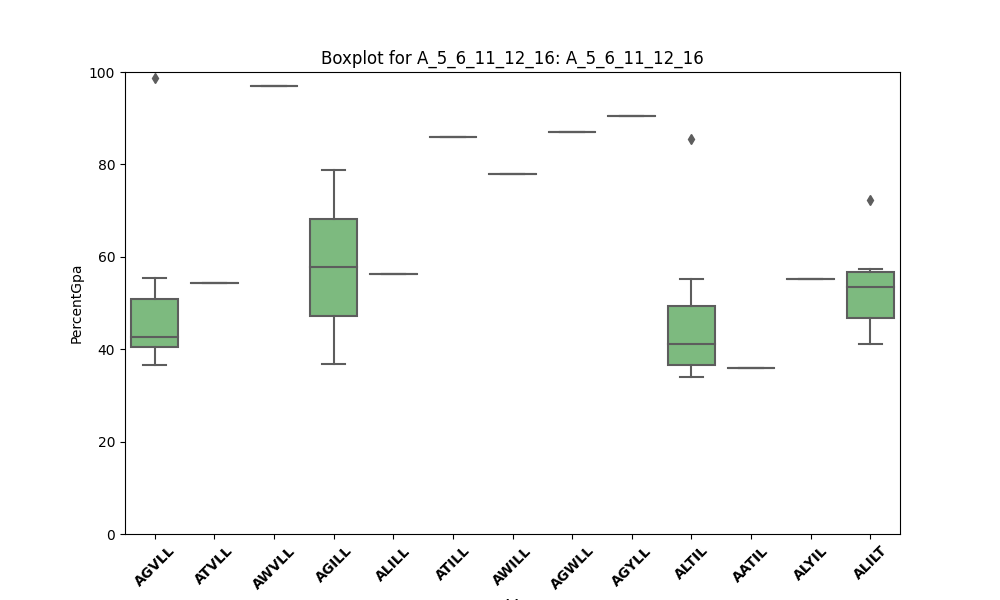 Boxplot for A_5_6_11_12_16: A_5_6_11_12_16
100
80
60
40
20
0
PercentGpa
AGVLL ATVLL AWVLL AGILL ALILL ATILL AWILL AGWLL AGYLL ALTIL AATIL ALYIL ALILT